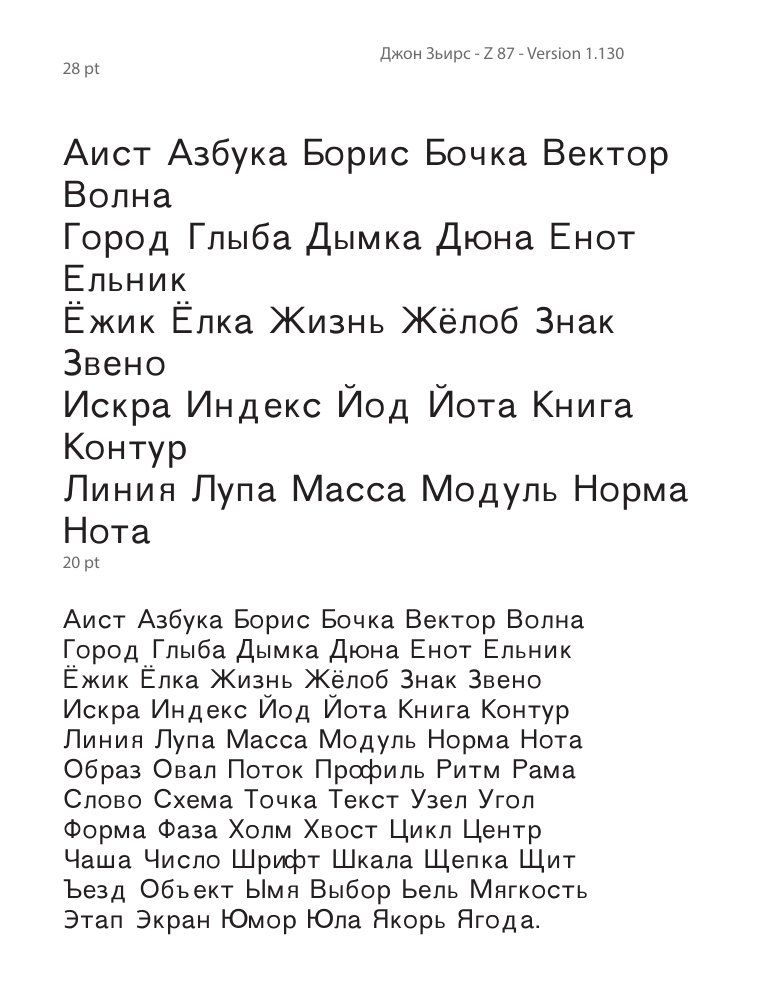 Джон Зьирс - Z 87 - Version 1.130
28 pt
Аист Азбука Борис Бочка Вектор
Волна
Город Глыба Дымка Дюна Енот
Ельник
Ёжик Ёлка Жизнь Жёлоб Знак
Звено
Искра Индекс Йод Йота Книга
Контур
Линия Лупа Масса Модуль Норма
Нота
20 pt
Аист Азбука Борис Бочка Вектор Волна
Город Глыба Дымка Дюна Енот Ельник
Ёжик Ёлка Жизнь Жёлоб Знак Звено
Искра Индекс Йод Йота Книга Контур
Линия Лупа Масса Модуль Норма Нота
Образ Овал Поток Профиль Ритм Рама
Слово Схема Точка Текст Узел Угол
Форма Фаза Холм Хвост Цикл Центр
Чаша Число Шрифт Шкала Щепка Щит
Ъезд Объект Ымя Выбор Ьель Мягкость
Этап Экран Юмор Юла Якорь Ягода.